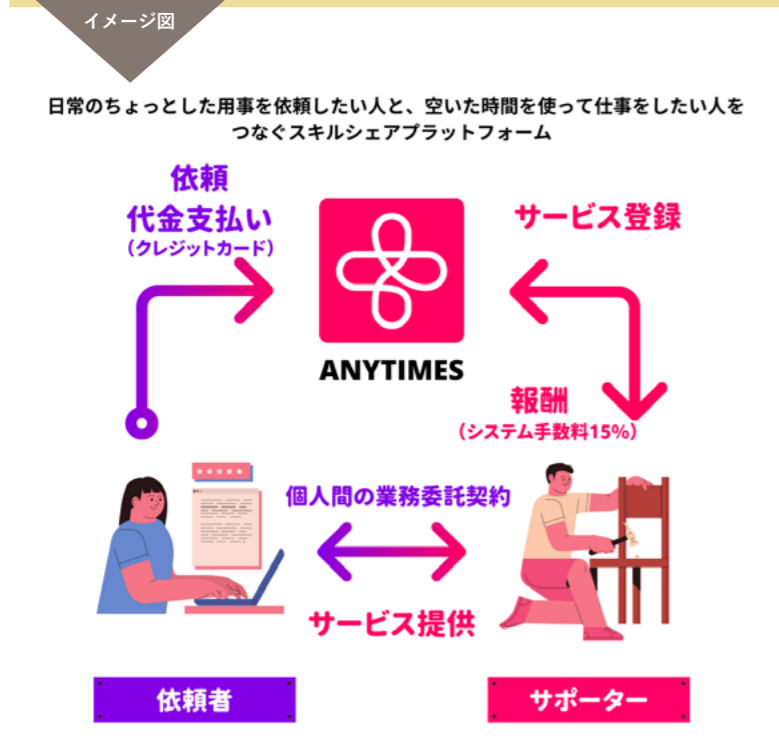 イメージ図
日常のちょっとした用事を依頼したい人と、空いた時間を使って仕事をしたい人を
つなぐスキルシェアプラットフォーム
依頼
代金支払い
（クレジットカード）
サービス登録
ANYTIMES
報酬
（システム手数料15%）
個人間の業務委託契約
サービス提供
依頼者
サポーター